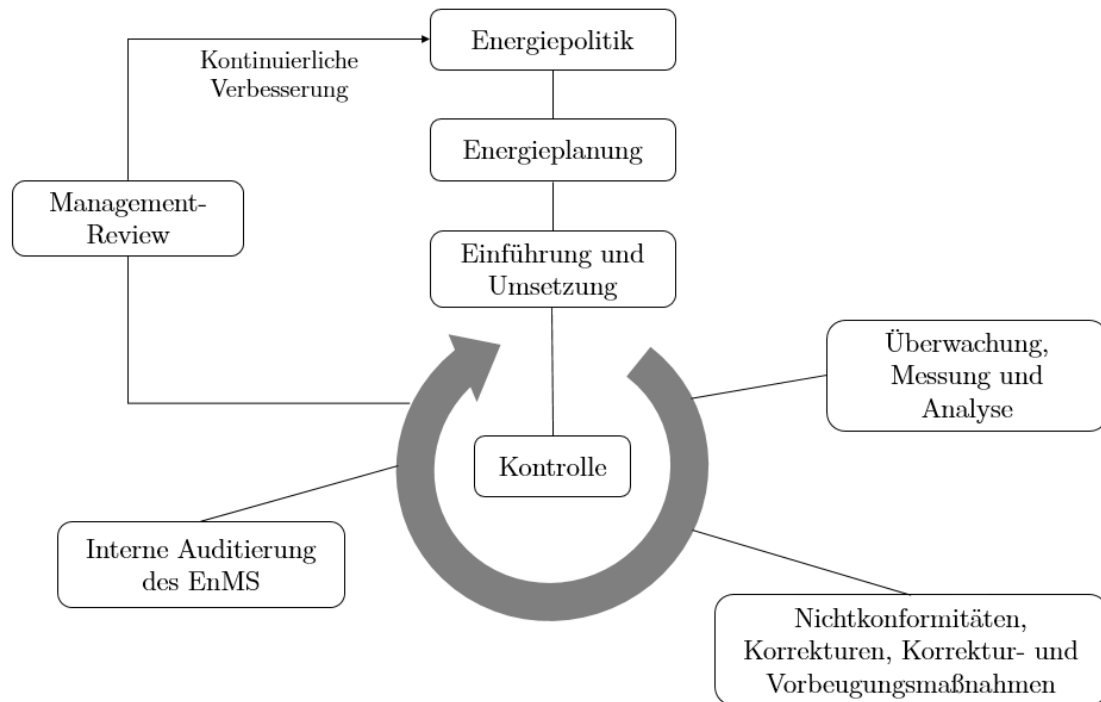 Energiepolitik
Kontinuierliche
Verbesserung
Energieplanung
Management-
Review
Einführung und
Umsetzung
Überwachung,
Messung und
Analyse
Kontrolle
Interne Auditierung
des EnMS
Nichtkonformitäten,
Korrekturen, Korrektur- und
Vorbeugungsmaßnahmen